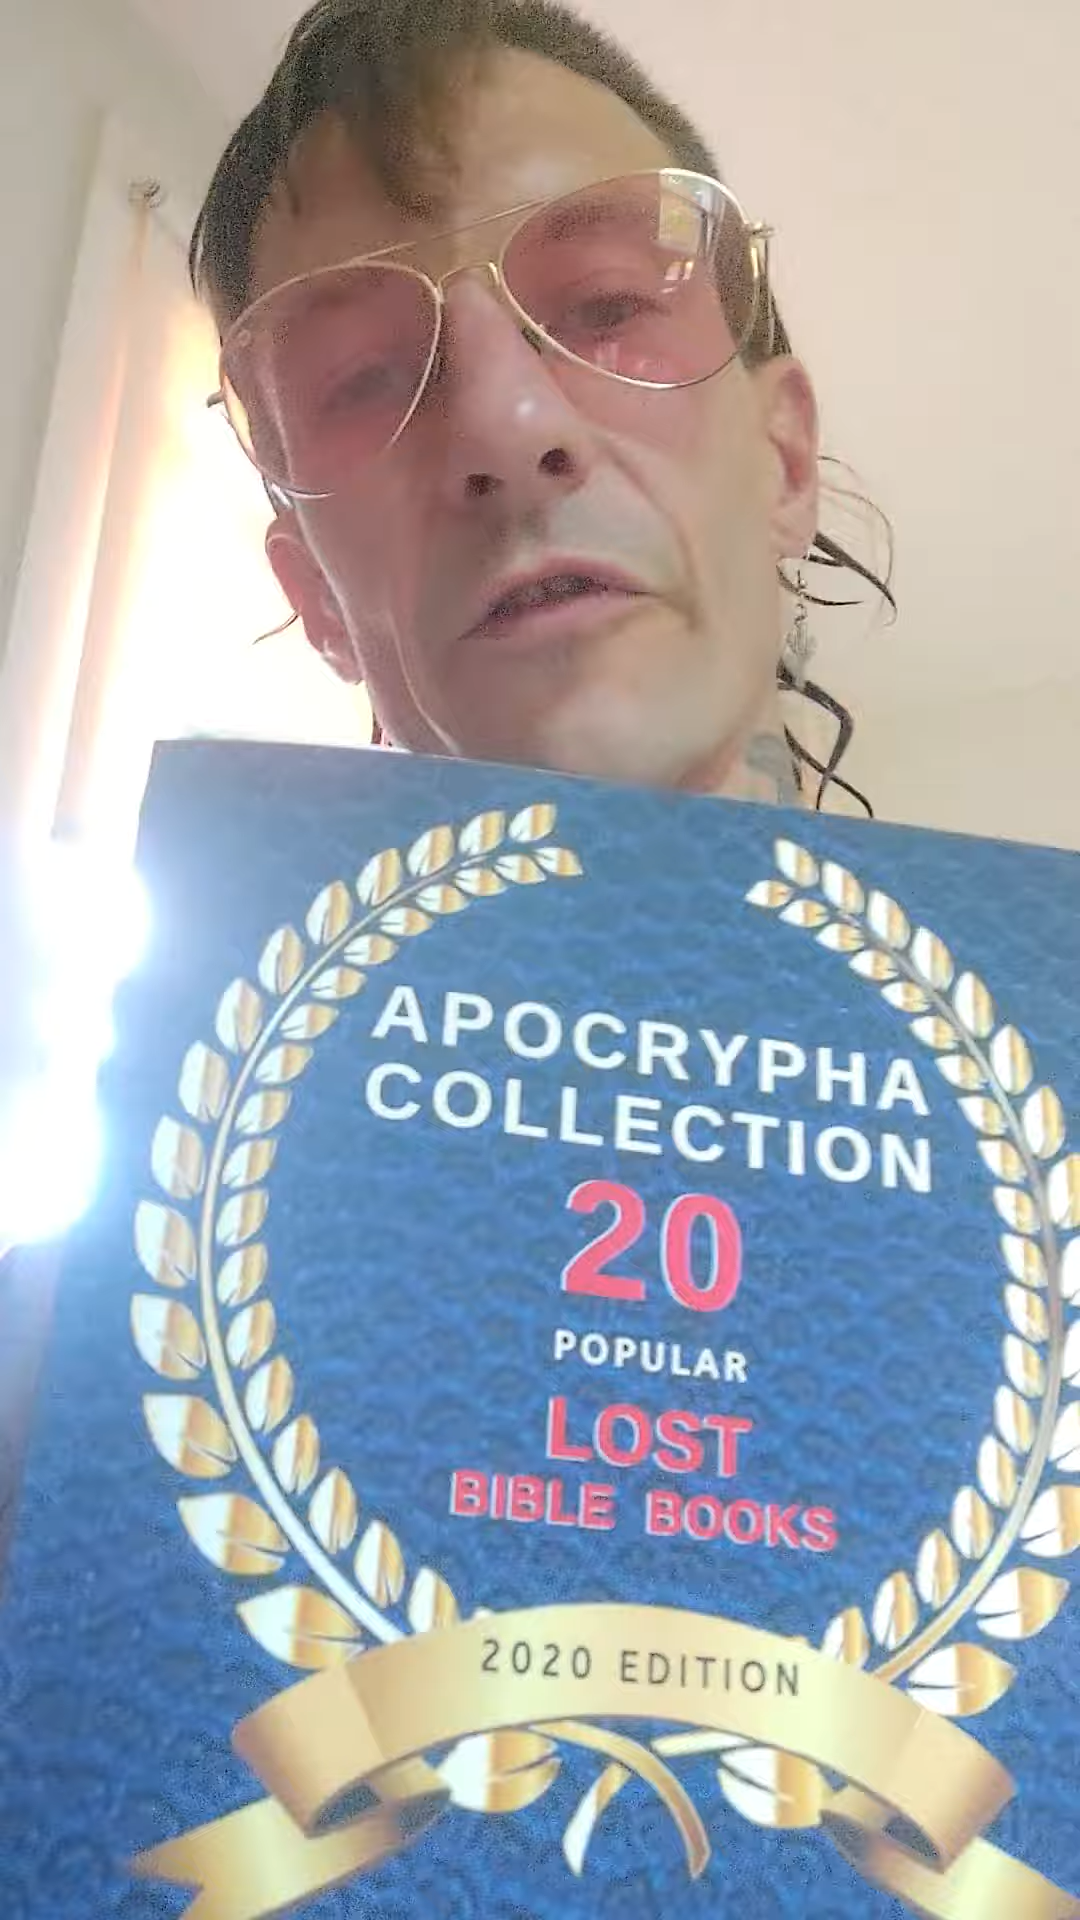 APOCRYPHA
COLLECTION
20
POPULAR
LOST
BIBLE BOOKS
2020 EDITION